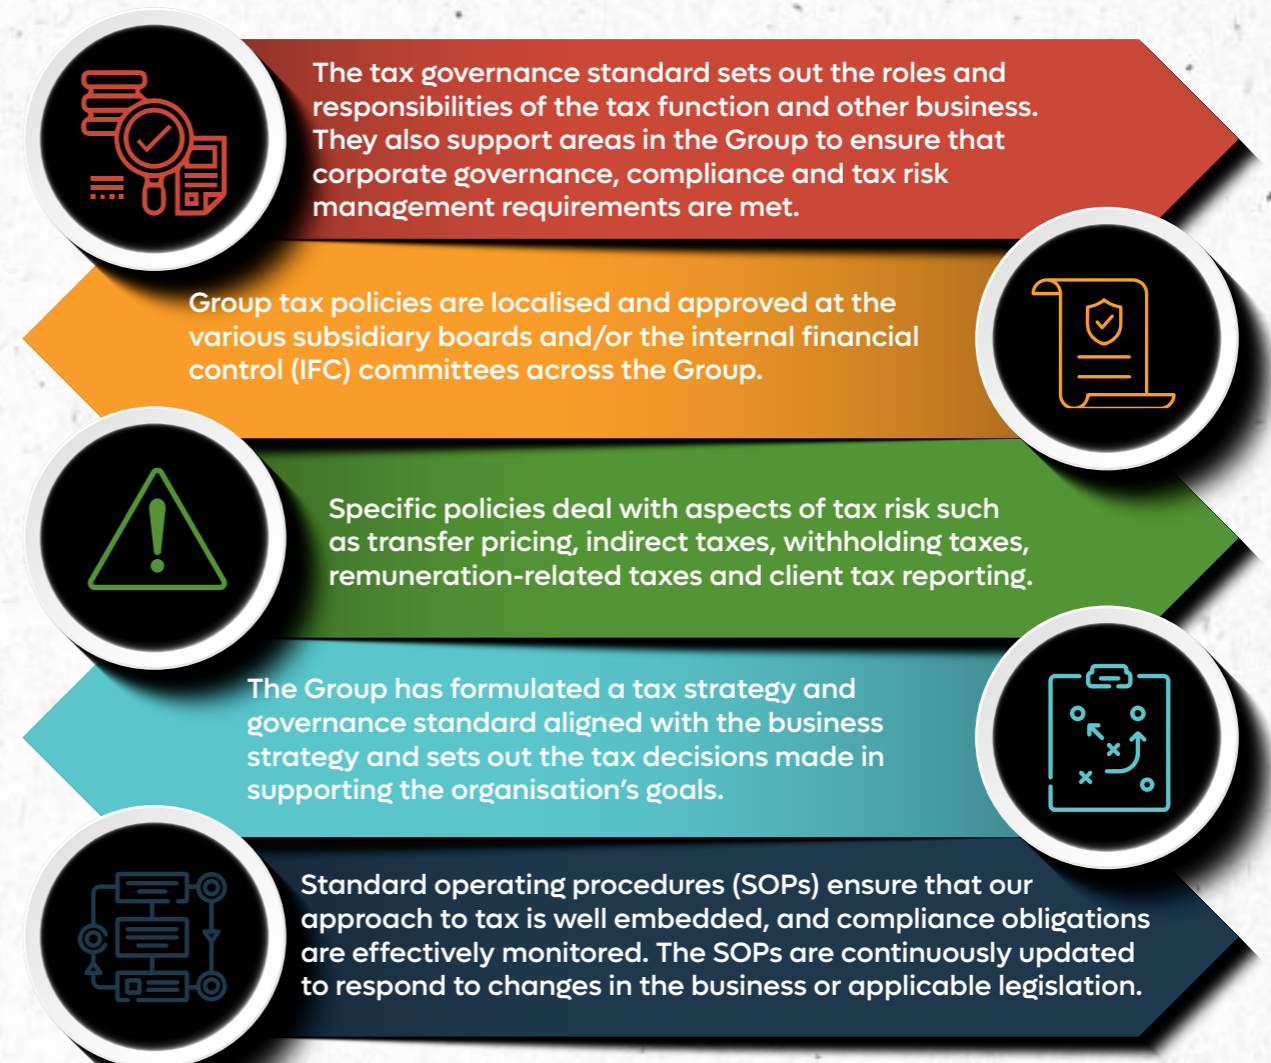 The tax governance standard sets out the roles and
responsibilities of the tax function and other business.
They also support areas in the Group to ensure that
corporate governance, compliance and tax risk
management requirements are met.
Group tax policies are localised and approved at the
various subsidiary boards and/or the internal financial
control (IFC) committees across the Group.
Specific policies deal with aspects of tax risk such
as transfer pricing, indirect taxes, withholding taxes,
remuneration-related taxes and client tax reporting.
The Group has formulated a tax strategy and
governance standard aligned with the business
strategy and sets out the tax decisions made in
supporting the organisation’s goals.
Standard operating procedures (SOPs) ensure that our
approach to tax is well embedded, and compliance obligations
are effectively monitored. The SOPs are continuously updated
to respond to changes in the business or applicable legislation.